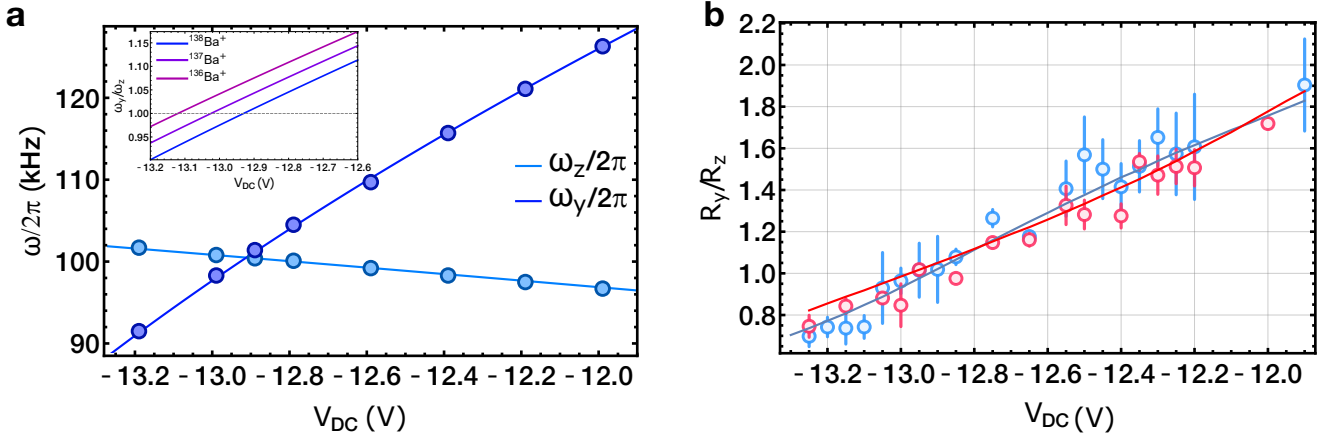 a
ω/2π (kHz)
120
110
100
90
- 13.2 - 13.0 - 12.8 - 12.6 - 12.4 - 12.2 - 12.0
V_DC (V)
ω_z/2π
ω_y/2π
¹³⁸Ba⁺
¹³⁷Ba⁺
¹³⁶Ba⁺
ω_y/ω_z
1.15
1.10
1.05
1.00
0.95
-13.2 -13.1 -13.0 -12.9 -12.8 -12.7 -12.6
V_DC (V)
b
R_y/R_z
2.2
2.0
1.8
1.6
1.4
1.2
1.0
0.8
- 13.2 - 13.0 - 12.8 - 12.6 - 12.4 - 12.2 - 12.0
V_DC (V)